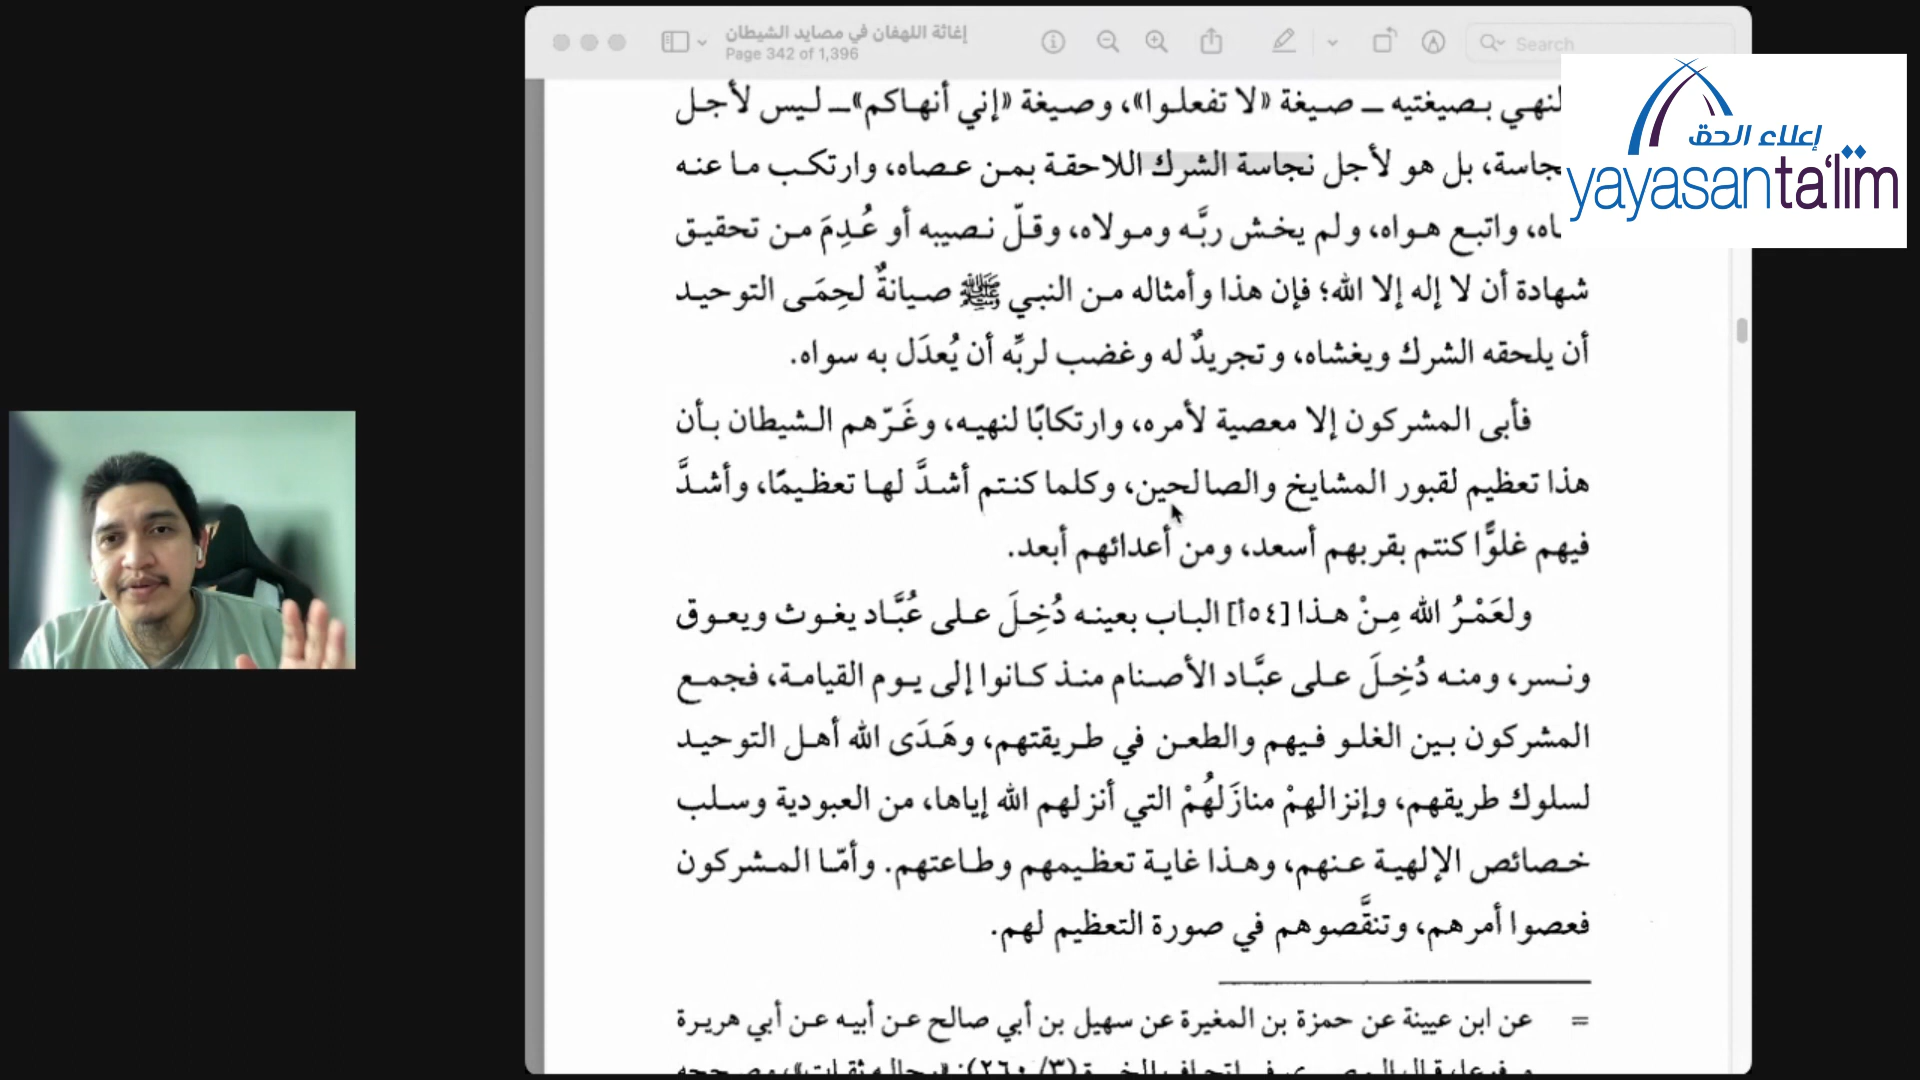 إغاثة اللهفان في مصايد الشيطان
Page 342 of 1,396
Search
إعلاء الحق
yayasanta'lim
لنهي بصيغتيه ــ صيغة «لا تفعلوا»، وصيغة «إني أنهاكم»ــ ليس لأجل
جاسة، بل هو لأجل نجاسة الشرك اللاحقة بمن عصاه، وارتكب ما عنه
ـاه، واتبع هواه، ولم يخش ربَّه ومولاه، وقلّ نصيبه أو عُدِمَ من تحقيق
شهادة أن لا إله إلا الله؛ فإن هذا وأمثاله من النبي ﷺ صيانةٌ لحِمَى التوحيد
أن يلحقه الشرك ويغشاه، وتجريدٌ له وغضب لربِّه أن يُعدَل به سواه.
فأبى المشركون إلا معصية لأمره، وارتكابًا لنهيه، وغَرّهم الشيطان بأن
هذا تعظيم لقبور المشايخ والصالحين، وكلما كنتم أشدَّ لها تعظيمًا، وأشدَّ
فيهم غلوًّا كنتم بقربهم أسعد، ومن أعدائهم أبعد.
ولعَمْرُ الله مِنْ هذا [٥٤أ] الباب بعينه دُخِلَ على عُبَّاد يغوث ويعوق
ونسر، ومنه دُخِلَ على عبَّاد الأصنام منذ كانوا إلى يوم القيامة، فجمع
المشركون بين الغلو فيهم والطعن في طريقتهم، وهَدَى الله أهل التوحيد
لسلوك طريقهم، وإنزالهِمْ منازَلهُمْ التي أنزلهم الله إياها، من العبودية وسلب
خصائص الإلهية عنهم، وهذا غاية تعظيمهم وطاعتهم. وأمّا المشركون
فعصوا أمرهم، وتنقَّصوهم في صورة التعظيم لهم.
= عن ابن عيينة عن حمزة بن المغيرة عن سهيل بن أبي صالح عن أبيه عن أبي هريرة